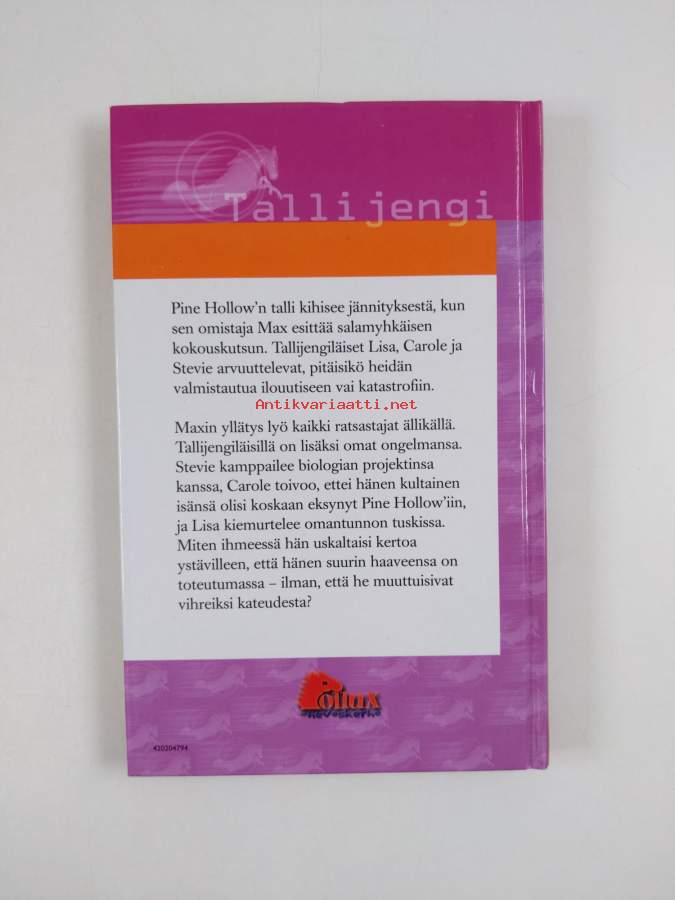 Tallijengi
Pine Hollow'n talli kihisee jännityksestä, kun
sen omistaja Max esittää salamyhkäisen
kokouskutsun. Tallijengiläiset Lisa, Carole ja
Stevie arvuuttelevat, pitäisikö heidän
valmistautua ilouutiseen vai katastrofiin.
Antikvariaatti.net
Maxin yllätys lyö kaikki ratsastajat ällikällä.
Tallijengiläisillä on lisäksi omat ongelmansa.
Stevie kamppailee biologian projektinsa
kanssa, Carole toivoo, ettei hänen kultainen
isänsä olisi koskaan eksynyt Pine Hollow'iin,
ja Lisa kiemurtelee omantunnon tuskissa.
Miten ihmeessä hän uskaltaisi kertoa
ystävilleen, että hänen suurin haaveensa on
toteutumassa – ilman, että he muuttuisivat
vihreiksi kateudesta?
Pollux
hevoskerho
420204794